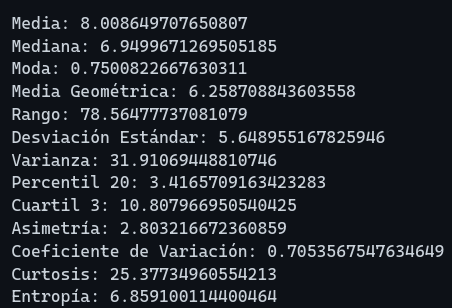 Media: 8.008649707650807
Mediana: 6.9499671269505185
Moda: 0.7500822667630311
Media Geométrica: 6.258708843603558
Rango: 78.56477737081079
Desviación Estándar: 5.648955167825946
Varianza: 31.91069448810746
Percentil 20: 3.4165709163423283
Cuartil 3: 10.807966950540425
Asimetría: 2.803216672360859
Coeficiente de Variación: 0.7053567547634649
Curtosis: 25.37734960554213
Entropía: 6.859100114400464